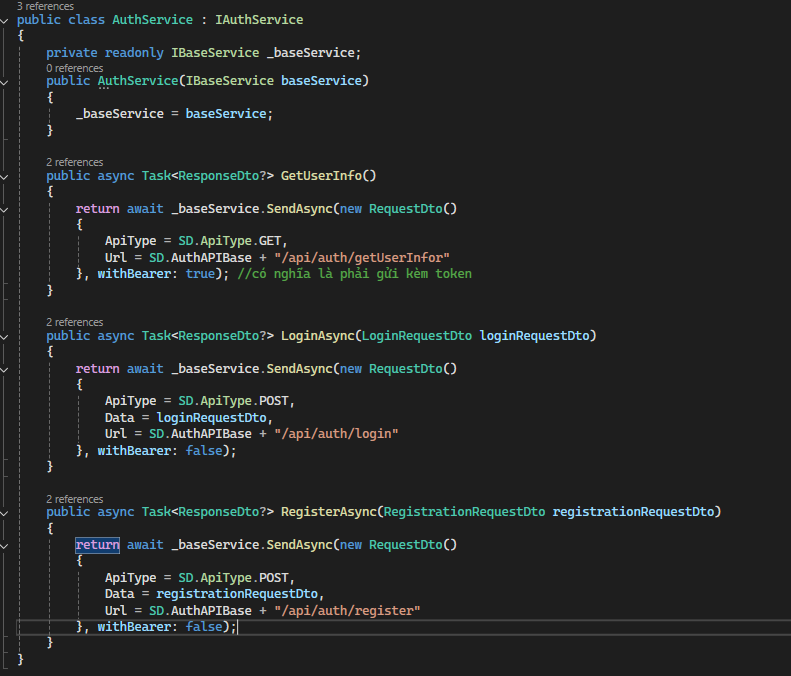 3 references
public class AuthService : IAuthService
{
private readonly IBaseService _baseService;
0 references
public AuthService(IBaseService baseService)
{
_baseService = baseService;
}
2 references
public async Task<ResponseDto?> GetUserInfo()
{
return await _baseService.SendAsync(new RequestDto()
{
ApiType = SD.ApiType.GET,
Url = SD.AuthAPIBase + "/api/auth/getUserInfor"
}, withBearer: true); //có nghĩa là phải gửi kèm token
}
2 references
public async Task<ResponseDto?> LoginAsync(LoginRequestDto loginRequestDto)
{
return await _baseService.SendAsync(new RequestDto()
{
ApiType = SD.ApiType.POST,
Data = loginRequestDto,
Url = SD.AuthAPIBase + "/api/auth/login"
}, withBearer: false);
}
2 references
public async Task<ResponseDto?> RegisterAsync(RegistrationRequestDto registrationRequestDto)
{
return await _baseService.SendAsync(new RequestDto()
{
ApiType = SD.ApiType.POST,
Data = registrationRequestDto,
Url = SD.AuthAPIBase + "/api/auth/register"
}, withBearer: false);
}
}